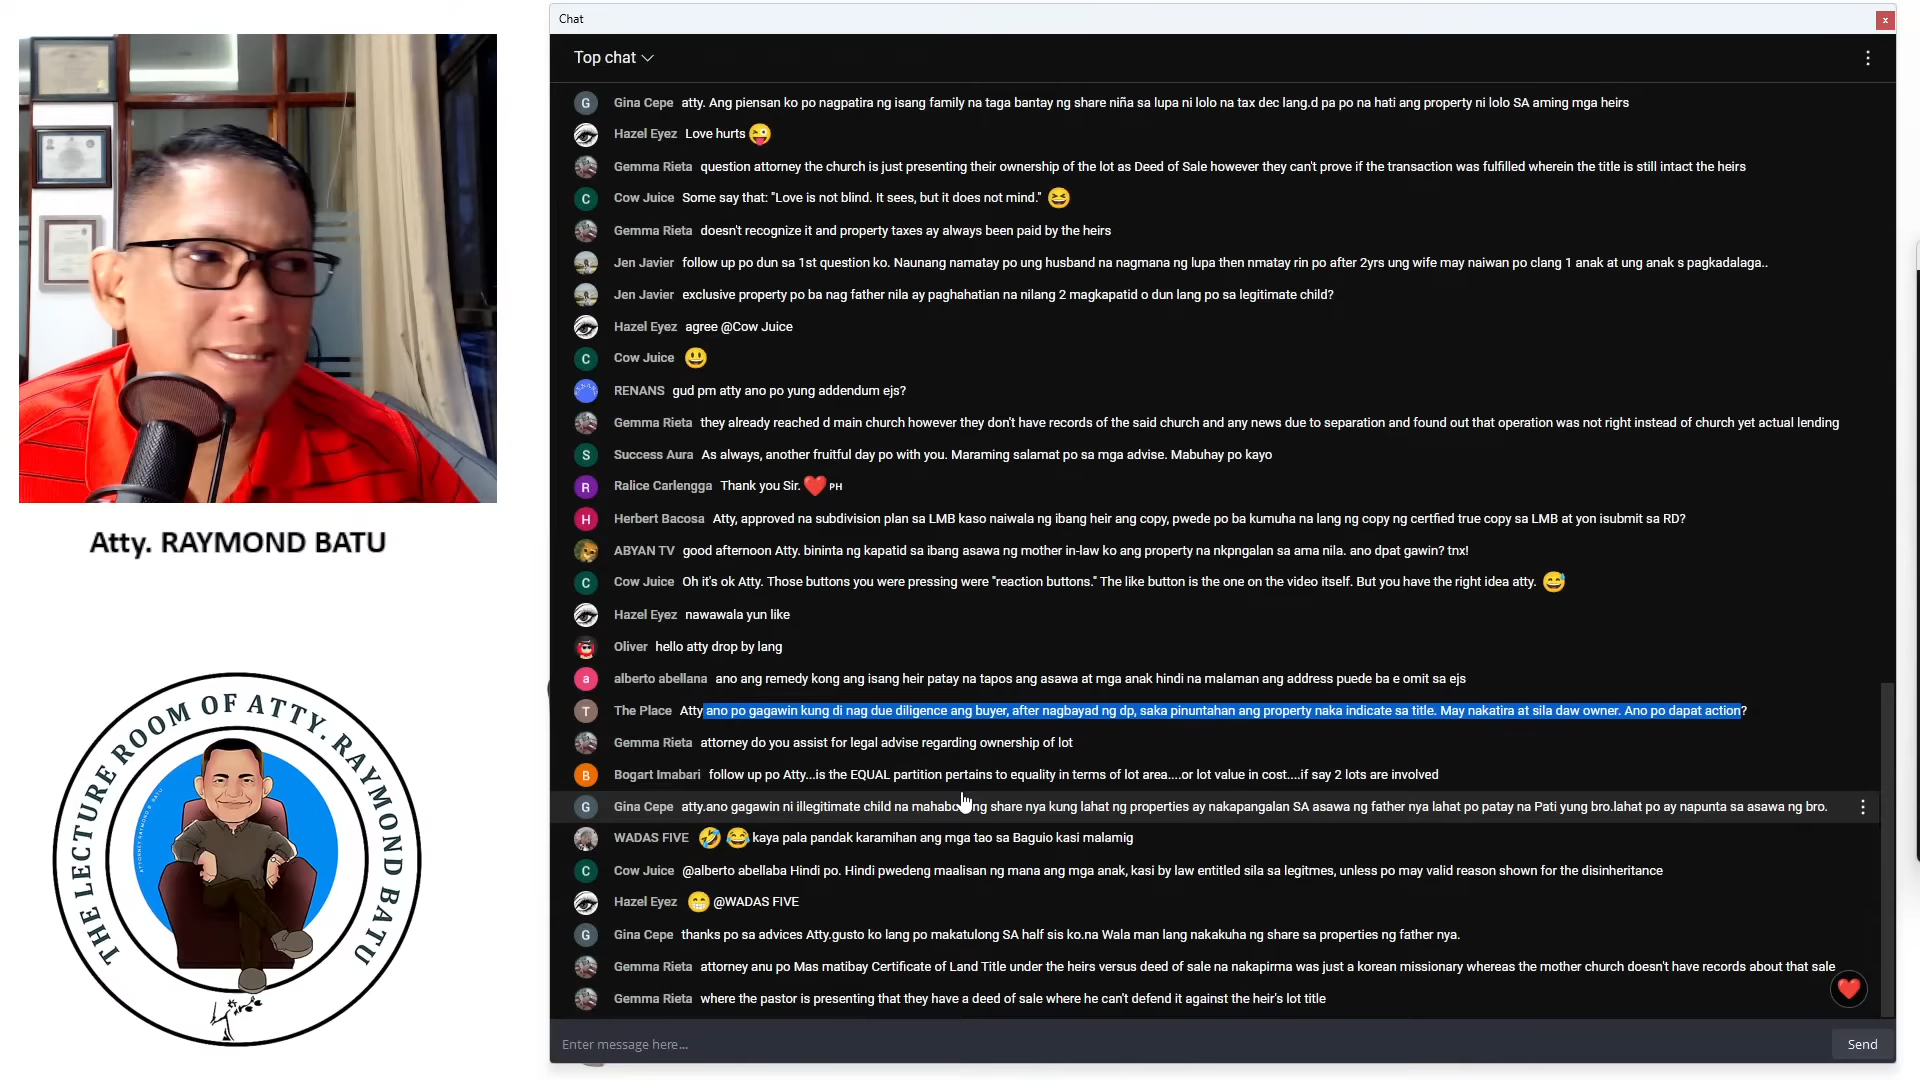 Chat
x
Top chat
G Gina Cepe atty. Ang piensan ko po nagpatira ng isang family na taga bantay ng share niña sa lupa ni lolo na tax dec lang.d pa po na hati ang property ni lolo SA aming mga heirs
Hazel Eyez Love hurts 😜
Gemma Rieta question attorney the church is just presenting their ownership of the lot as Deed of Sale however they can't prove if the transaction was fulfilled wherein the title is still intact the heirs
C Cow Juice Some say that: "Love is not blind. It sees, but it does not mind." 😆
Gemma Rieta doesn't recognize it and property taxes ay always been paid by the heirs
Jen Javier follow up po dun sa 1st question ko. Naunang namatay po ung husband na nagmana ng lupa then nmatay rin po after 2yrs ung wife may naiwan po clang 1 anak at ung anak s pagkadalaga..
Jen Javier exclusive property po ba nag father nila ay paghahatian na nilang 2 magkapatid o dun lang po sa legitimate child?
Hazel Eyez agree @Cow Juice
C Cow Juice 😃
RENANS gud pm atty ano po yung addendum ejs?
Gemma Rieta they already reached d main church however they don't have records of the said church and any news due to separation and found out that operation was not right instead of church yet actual lending
S Success Aura As always, another fruitful day po with you. Maraming salamat po sa mga advise. Mabuhay po kayo
R Ralice Carlengga Thank you Sir. ❤️ PH
H Herbert Bacosa Atty, approved na subdivision plan sa LMB kaso naiwala ng ibang heir ang copy, pwede po ba kumuha na lang ng copy ng certfied true copy sa LMB at yon isubmit sa RD?
ABYAN TV good afternoon Atty. bininta ng kapatid sa ibang asawa ng mother in-law ko ang property na nkpngalan sa ama nila. ano dpat gawin? tnx!
C Cow Juice Oh it's ok Atty. Those buttons you were pressing were "reaction buttons." The like button is the one on the video itself. But you have the right idea atty. 😅
Hazel Eyez nawawala yun like
Oliver hello atty drop by lang
a alberto abellana ano ang remedy kong ang isang heir patay na tapos ang asawa at mga anak hindi na malaman ang address puede ba e omit sa ejs
T The Place Atty ano po gagawin kung di nag due diligence ang buyer, after nagbayad ng dp, saka pinuntahan ang property naka indicate sa title. May nakatira at sila daw owner. Ano po dapat action?
Gemma Rieta attorney do you assist for legal advise regarding ownership of lot
B Bogart Imabari follow up po Atty...is the EQUAL partition pertains to equality in terms of lot area....or lot value in cost....if say 2 lots are involved
G Gina Cepe atty.ano gagawin ni illegitimate child na ng share nya kung lahat ng properties ay nakapangalan SA asawa ng father nya lahat po patay na Pati yung bro.lahat po ay napunta sa asawa ng bro.
WADAS FIVE 🤣 😂 kaya pala pandak karamihan ang mga tao sa Baguio kasi malamig
C Cow Juice @alberto abellaba Hindi po. Hindi pwedeng maalisan ng mana ang mga anak, kasi by law entitled sila sa legitmes, unless po may valid reason shown for the disinheritance
Hazel Eyez 😁 @WADAS FIVE
G Gina Cepe thanks po sa advices Atty.gusto ko lang po makatulong SA half sis ko.na Wala man lang nakakuha ng share sa properties ng father nya.
Gemma Rieta attorney anu po Mas matibay Certificate of Land Title under the heirs versus deed of sale na nakapirma was just a korean missionary whereas the mother church doesn't have records about that sale
Gemma Rieta where the pastor is presenting that they have a deed of sale where he can't defend it against the heir's lot title
Enter message here...
Send
Atty. RAYMOND BATU
THE LECTURE ROOM OF ATTY. RAYMOND BATU